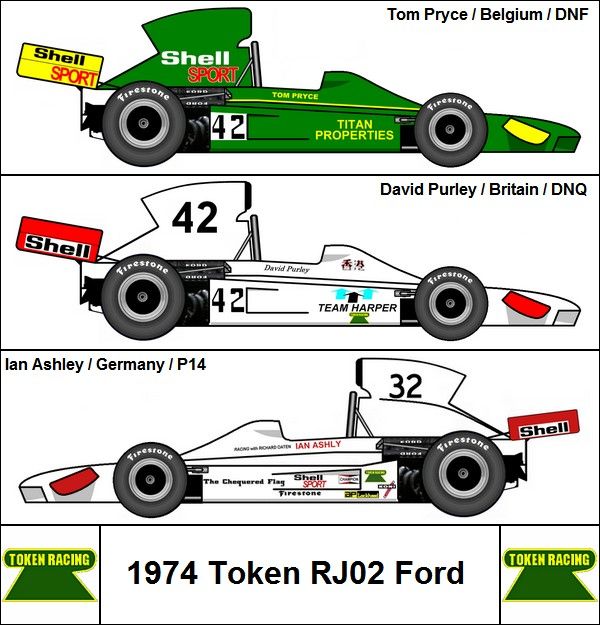 Tom Pryce / Belgium / DNF
Shell
SPORT
Shell
SPORT
TOM PRYCE
Firestone
FORD
42
TITAN
PROPERTIES
Firestone
David Purley / Britain / DNQ
42
Shell
Firestone
FORD
David Purley
42
TEAM HARPER
Firestone
Ian Ashley / Germany / P14
32
Shell
RACING with RICHARD OATEN IAN ASHLY
Firestone
FORD
Firestone
The Chequered Flag
Shell
SPORT
CHAMPION
KONI
Firestone
Lockheed
TOKEN RACING
1974 Token RJ02 Ford
TOKEN RACING